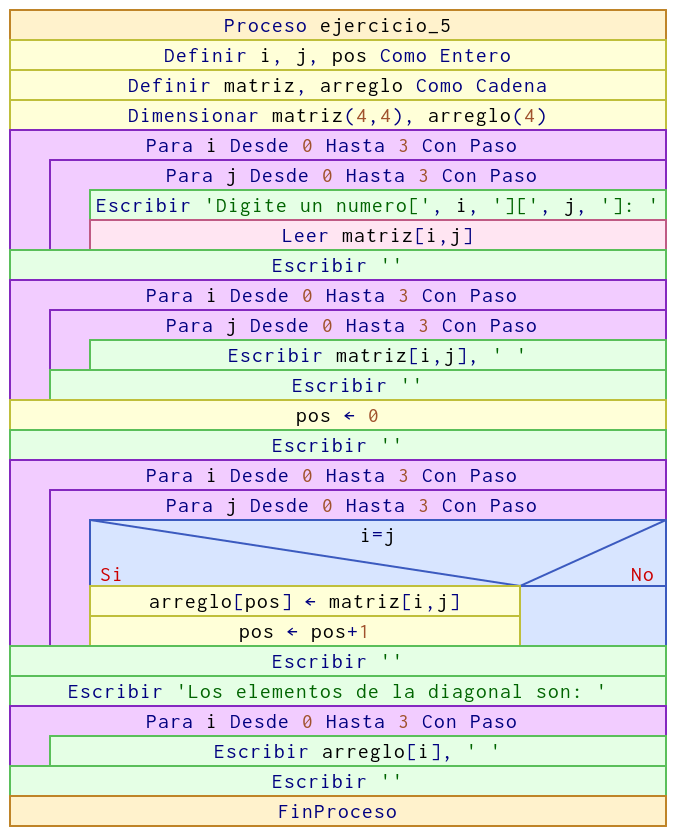 Proceso ejercicio_5
Definir i, j, pos Como Entero
Definir matriz, arreglo Como Cadena
Dimensionar matriz(4,4), arreglo(4)
Para i Desde 0 Hasta 3 Con Paso
Para j Desde 0 Hasta 3 Con Paso
Escribir 'Digite un numero[', i, '][', j, ']: '
Leer matriz[i,j]
Escribir ''
Para i Desde 0 Hasta 3 Con Paso
Para j Desde 0 Hasta 3 Con Paso
Escribir matriz[i,j], ' '
Escribir ''
pos ← 0
Escribir ''
Para i Desde 0 Hasta 3 Con Paso
Para j Desde 0 Hasta 3 Con Paso
i=j
Si No
arreglo[pos] ← matriz[i,j]
pos ← pos+1
Escribir ''
Escribir 'Los elementos de la diagonal son: '
Para i Desde 0 Hasta 3 Con Paso
Escribir arreglo[i], ' '
Escribir ''
FinProceso